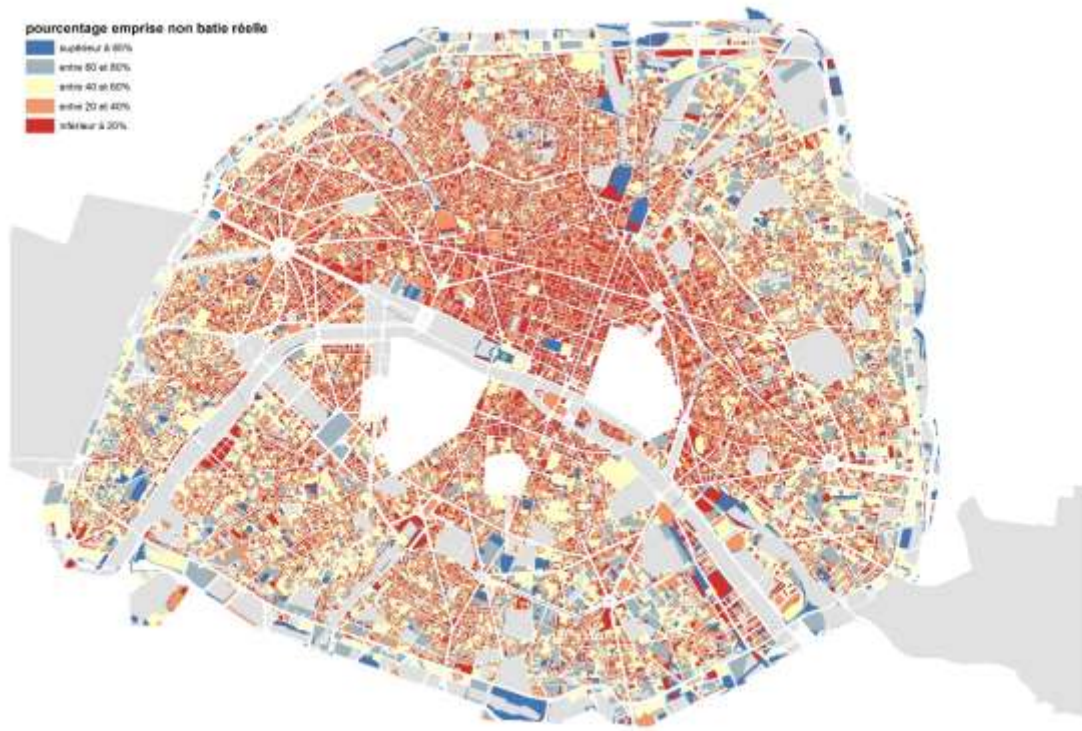 pourcentage emprise non batie réelle
supérieur à 80%
entre 60 et 80%
entre 40 et 60%
entre 20 et 40%
inférieur à 20%